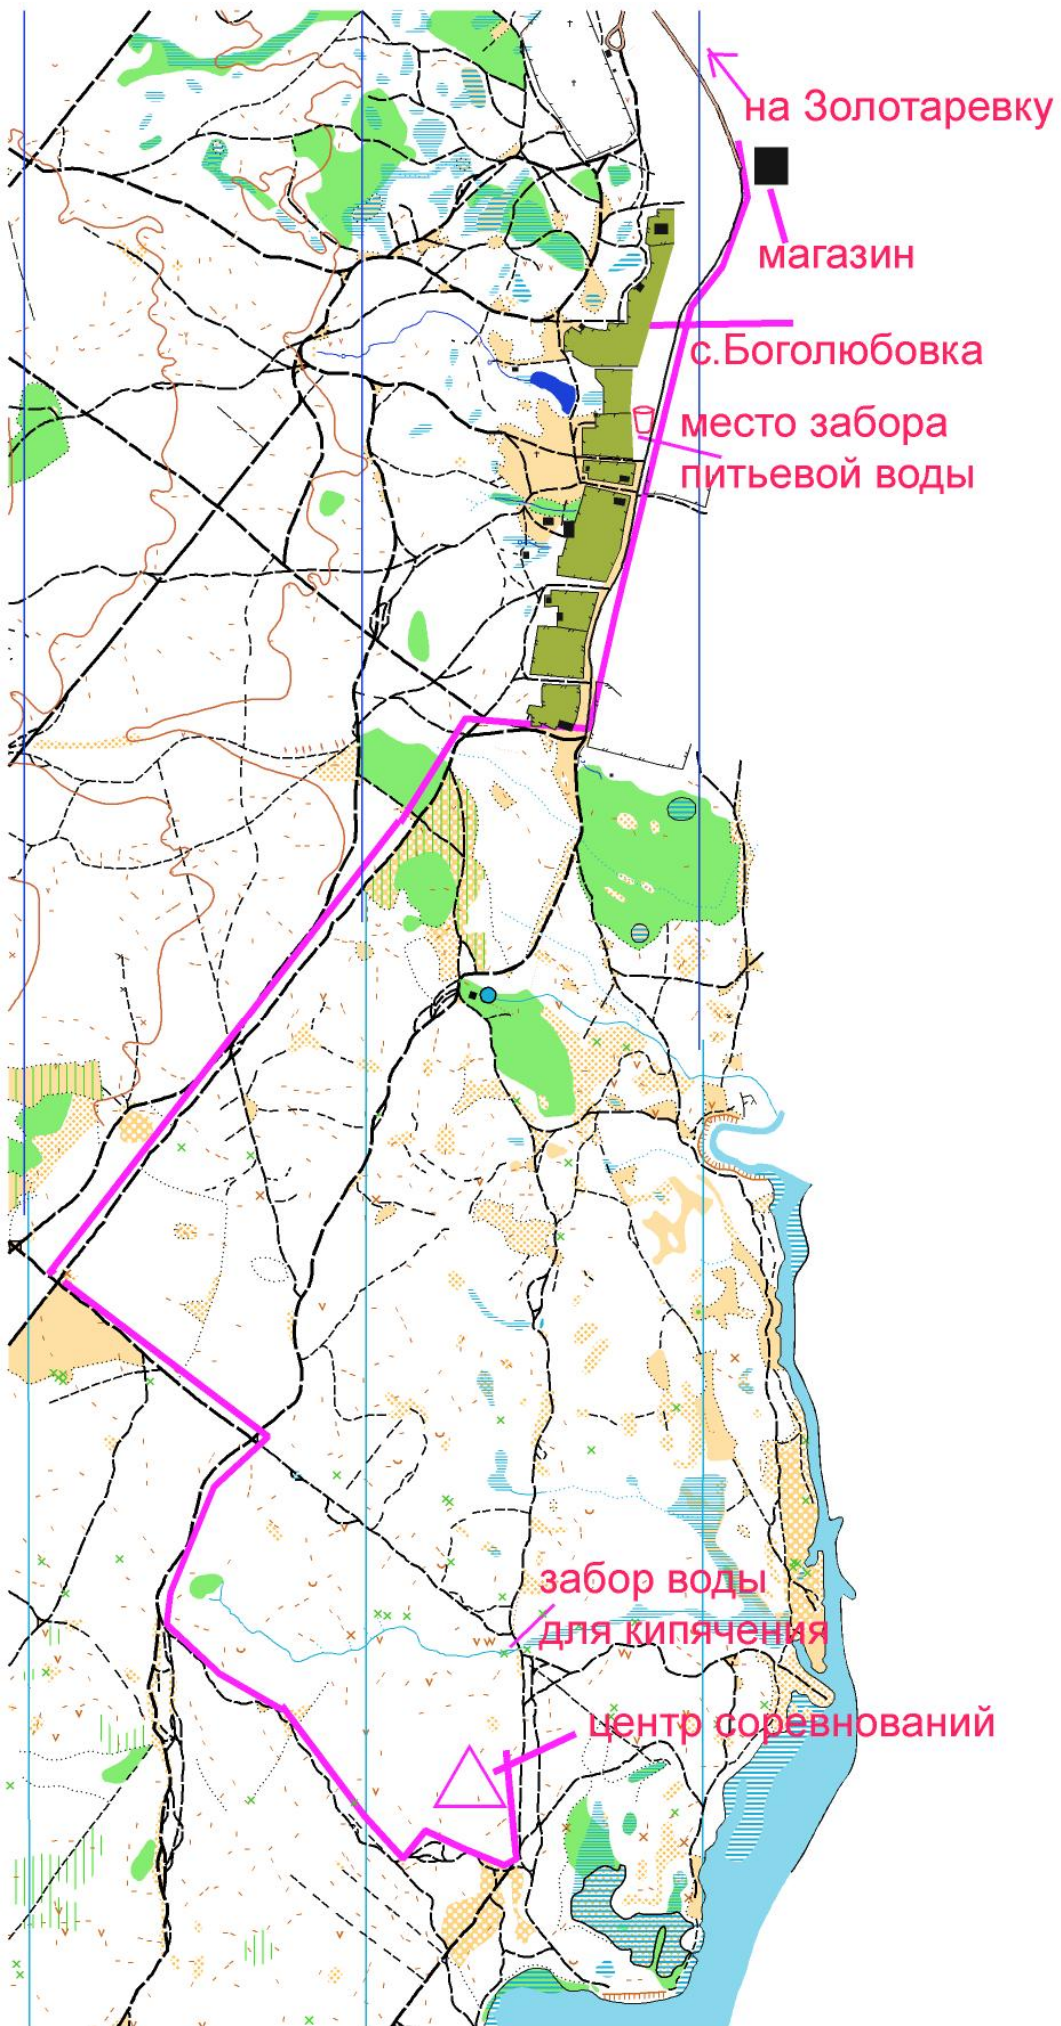 на Золотаревку
магазин
с.Боголюбовка
место забора
питьевой воды
забор воды
для кипячения
центр соревнований